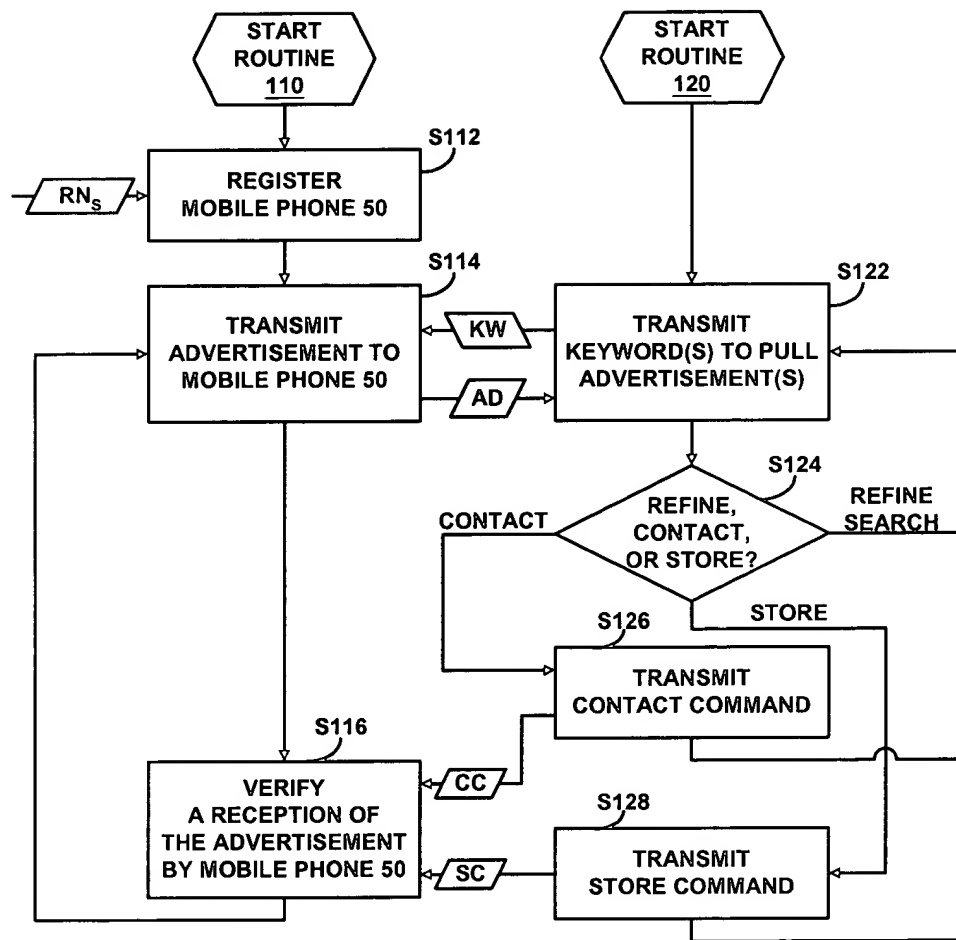 START
ROUTINE
110
START
ROUTINE
120
S112
RNS
REGISTER
MOBILE PHONE 50
S114
TRANSMIT
ADVERTISEMENT TO
MOBILE PHONE 50
KW
AD
S122
TRANSMIT
KEYWORD(S) TO PULL
ADVERTISEMENT(S)
S124
REFINE,
CONTACT,
OR STORE?
CONTACT
REFINE
SEARCH
STORE
S126
TRANSMIT
CONTACT COMMAND
S116
VERIFY
A RECEPTION OF
THE ADVERTISEMENT
BY MOBILE PHONE 50
CC
SC
S128
TRANSMIT
STORE COMMAND